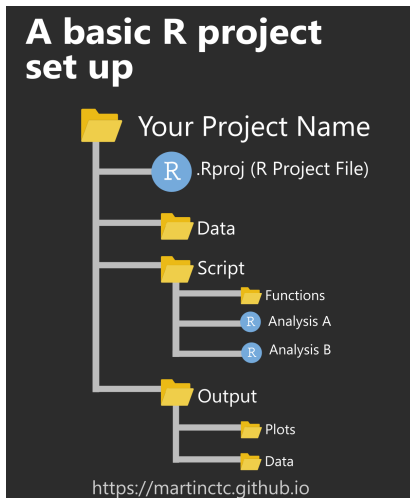 A basic R project
set up
Your Project Name
R .Rproj (R Project File)
Data
Script
Functions
R Analysis A
R Analysis B
Output
Plots
Data
https://martinctc.github.io